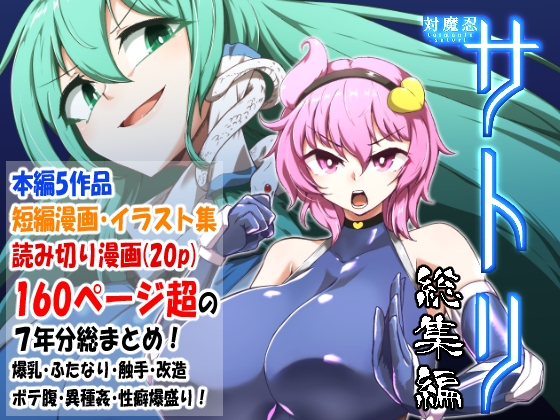 対魔忍
サトリ
総集編
本編5作品
短編漫画・イラスト集
読み切り漫画(20p)
160ページ超の
7年分総まとめ！
爆乳・ふたなり・触手・改造
ボテ腹・異種姦・性癖爆盛り！